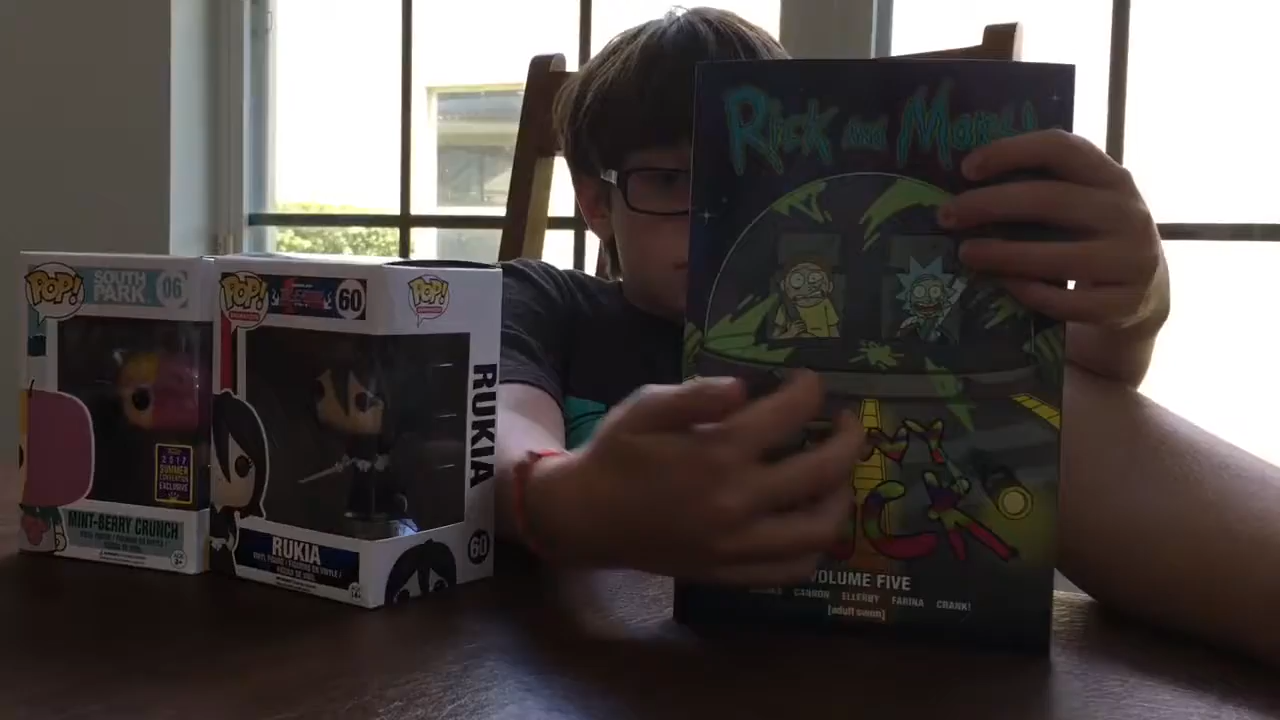 POP!
SOUTH
PARK
06
2017
SUMMER
CONVENTION
EXCLUSIVE
MINT-BERRY CRUNCH
POP!
60
POP!
RUKIA
RUKIA
60
RICK AND MORTY
MY
VOLUME FIVE
CANNON ELLERBY FARINA CRANK!
[adult swim]